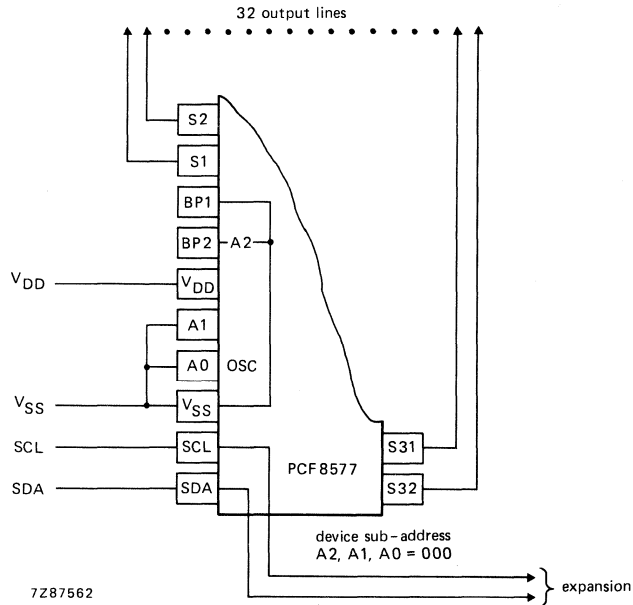 32 output lines
S2
S1
BP1
BP2 A2
VDD VDD
A1
A0 OSC
VSS VSS
SCL SCL S31
PCF8577
SDA SDA S32
device sub-address
A2, A1, A0 = 000
expansion
7Z87562